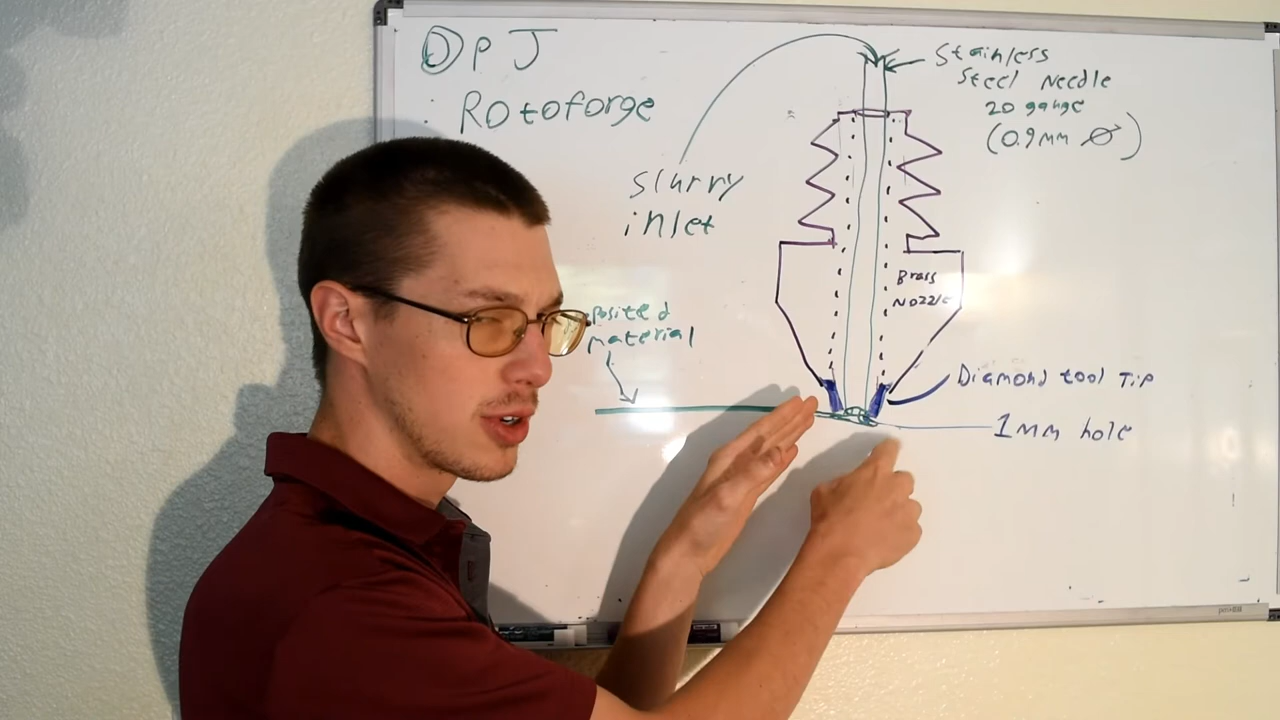 ① P J
: Rotoforge
Stainless
Steel Needle
20 gauge
(0.9mm Ø)
Slurry
inlet
Brass
Nozzle
posited
material
Diamond tool Tip
1mm hole